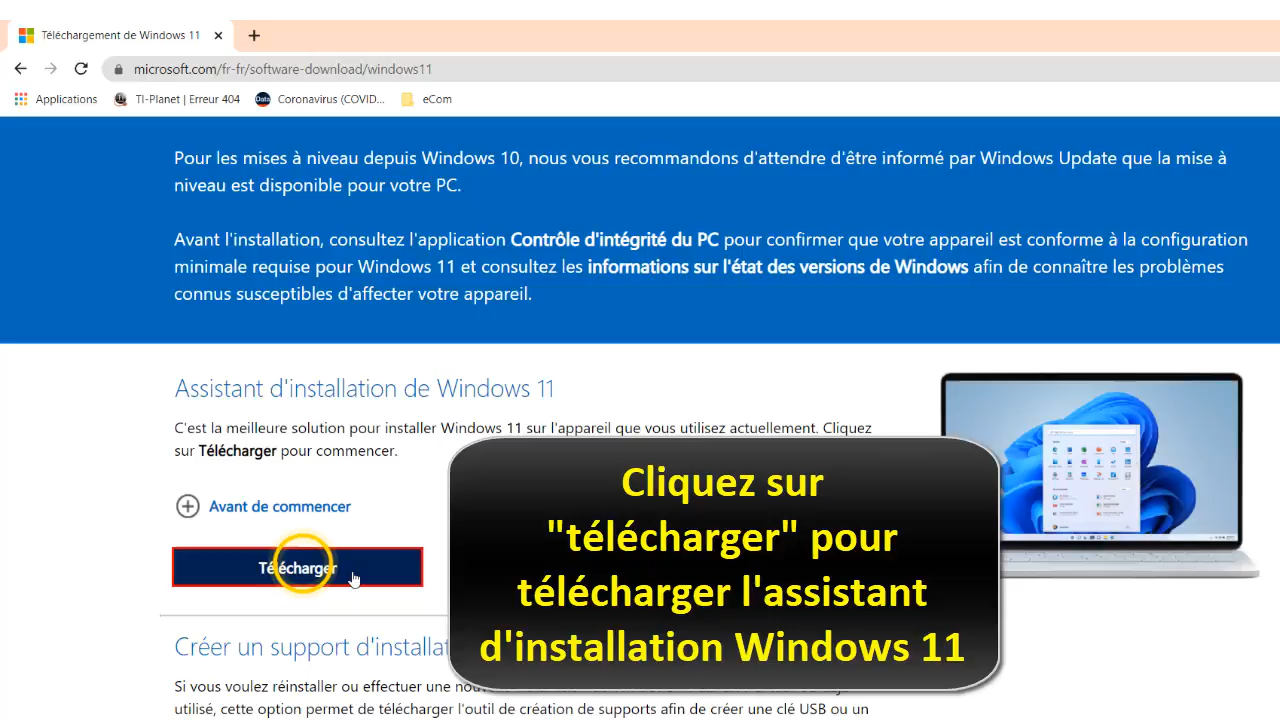 Téléchargement de Windows 11
microsoft.com/fr-fr/software-download/windows11
Applications TI-Planet | Erreur 404 Coronavirus (COVID... eCom
Pour les mises à niveau depuis Windows 10, nous vous recommandons d'attendre d'être informé par Windows Update que la mise à
niveau est disponible pour votre PC.
Avant l'installation, consultez l'application Contrôle d'intégrité du PC pour confirmer que votre appareil est conforme à la configuration
minimale requise pour Windows 11 et consultez les informations sur l'état des versions de Windows afin de connaître les problèmes
connus susceptibles d'affecter votre appareil.
Assistant d'installation de Windows 11
C'est la meilleure solution pour installer Windows 11 sur l'appareil que vous utilisez actuellement. Cliquez
sur Télécharger pour commencer.
Avant de commencer
Télécharger
Cliquez sur
"télécharger" pour
télécharger l'assistant
d'installation Windows 11
Créer un support
Si vous voulez réinstaller ou effectuer une
utilisé, cette option permet de télécharger l'outil de création de supports afin de créer une clé USB ou un